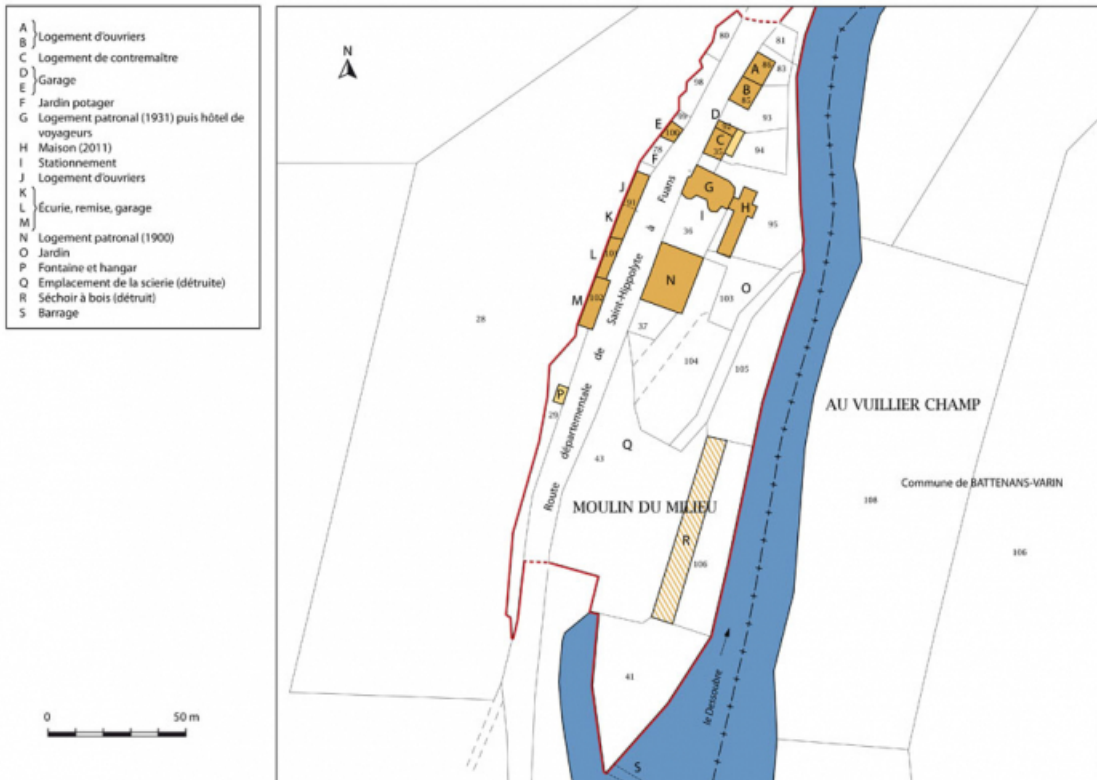 A
B
Logement d'ouvriers
C Logement de contremaître
D
E
Garage
F Jardin potager
G Logement patronal (1931) puis hôtel de
voyageurs
H Maison (2011)
I Stationnement
J Logement d'ouvriers
K
L
M
Écurie, remise, garage
N Logement patronal (1900)
O Jardin
P Fontaine et hangar
Q Emplacement de la scierie (détruite)
R Séchoir à bois (détruit)
S Barrage
0 50 m
N
80
81
A
86
83
98
B
85
93
D
E
100
C
35
94
78
F
J
G
H
K
I
36
95
L
101
N
O
M
102
103
28
37
104
105
P
29
Route départementale de Saint-Hippolyte à Fuans
AU VUILLIER CHAMP
Q
43
Commune de BATTENANS-VARIN
108
MOULIN DU MILIEU
R
106
106
41
le Dessoubre
S